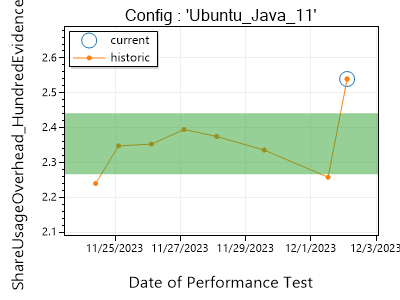 Config : 'Ubuntu_Java_11'
current
historic
ShareUsageOverhead_HundredEvidence
2.6
2.5
2.4
2.3
2.2
2.1
11/25/2023 11/27/2023 11/29/2023 12/1/2023 12/3/2023
Date of Performance Test